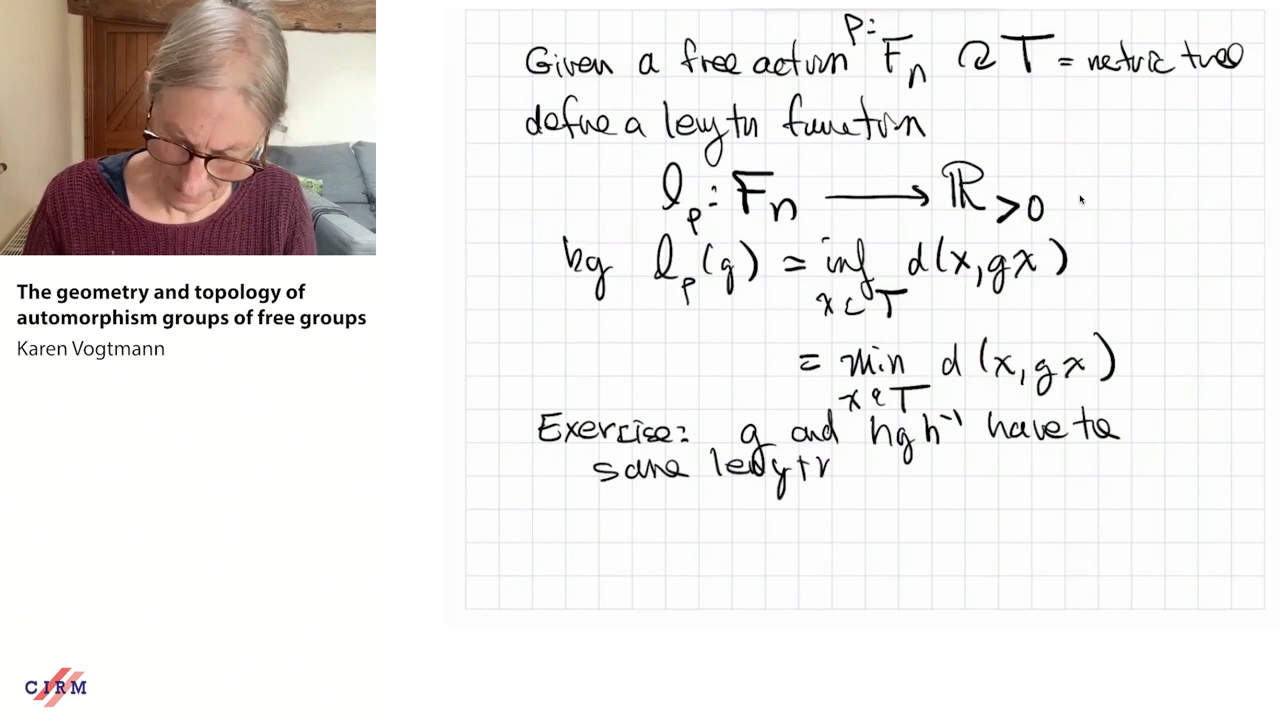 The geometry and topology of
automorphism groups of free groups
Karen Vogtmann
CIRM
Given a free action ρ: Fₙ ↷ T = metric tree
define a length function
lρ : Fₙ ⟶ ℝ>0
by lρ(g) = inf d(x, gx)
x ∈ T
= min d(x, gx)
x ∈ T
Exercise: g and hgh⁻¹ have te
same length